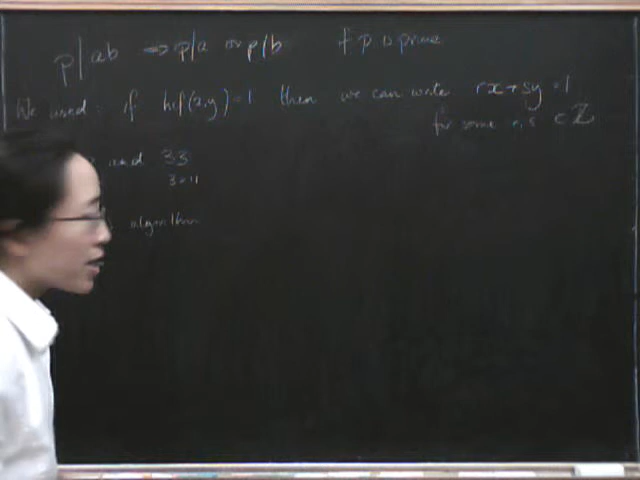 p|ab ⇒ p|a or p|b if p is prime
We used: if hcf(x,y)=1 then we can write rx+sy=1
for some r,s ∈ ℤ
and 33
3×11
algorithm